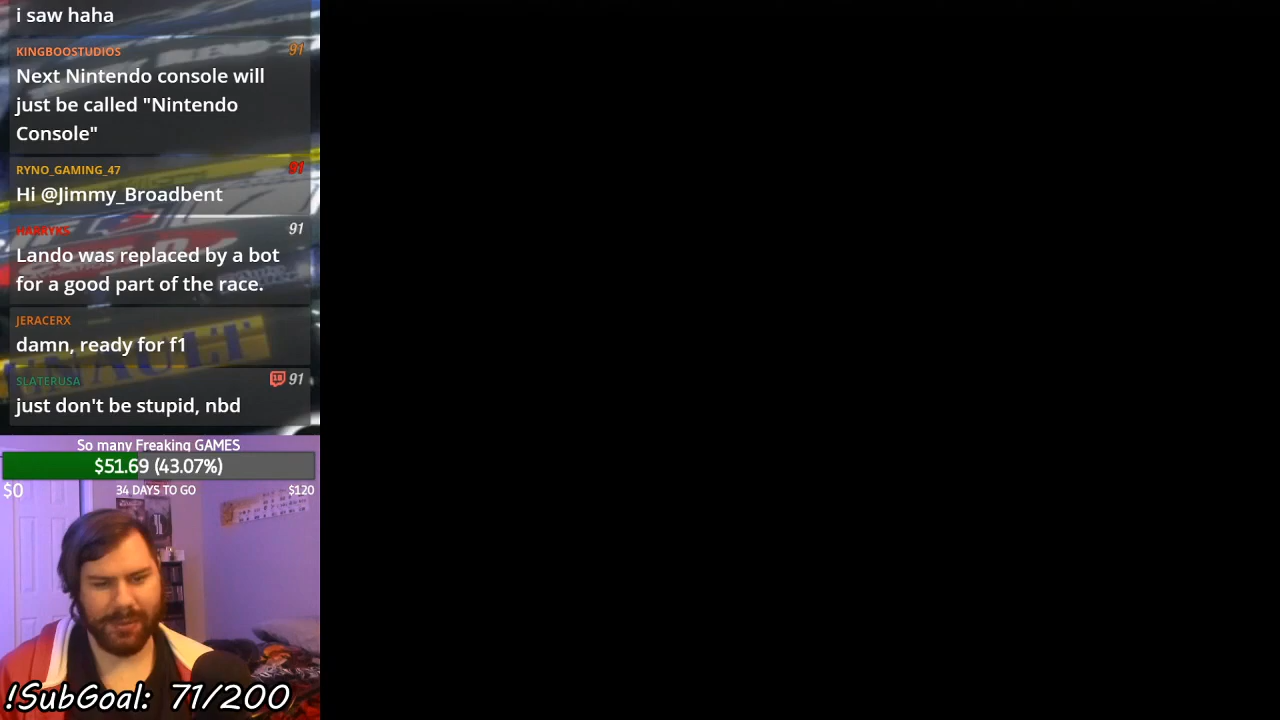 i saw haha
KINGBOOSTUDIOS 91
Next Nintendo console will
just be called "Nintendo
Console"
RYNO_GAMING_47 91
Hi @Jimmy_Broadbent
HARRYKS 91
Lando was replaced by a bot
for a good part of the race.
JERACERX
damn, ready for f1
SLATERUSA 91
just don't be stupid, nbd
So many Freaking GAMES
$51.69 (43.07%)
$0 34 DAYS TO GO $120
!SubGoal: 71/200